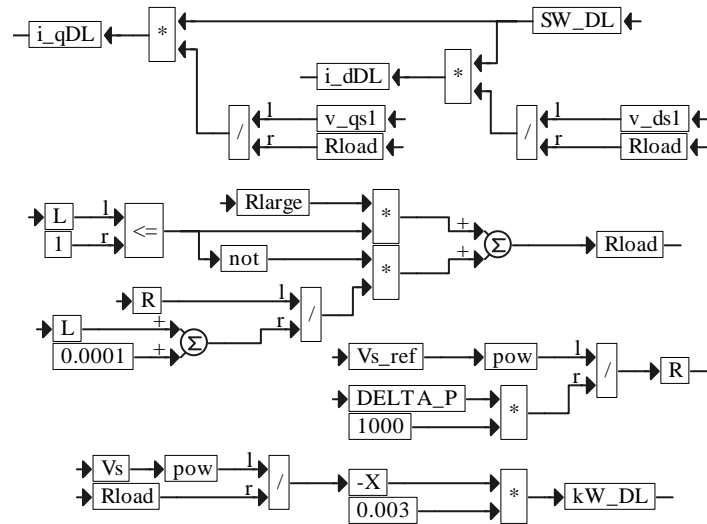 i_qDL * SW_DL
i_dDL *
/ l v_qs1
r Rload
/ l v_ds1
r Rload
Rlarge *
L l <= + Σ Rload
1 r
not * +
R l /
L + Σ r
0.0001 +
Vs_ref pow l / R
DELTA_P * r
1000
Vs pow l / -X * kW_DL
Rload r 0.003